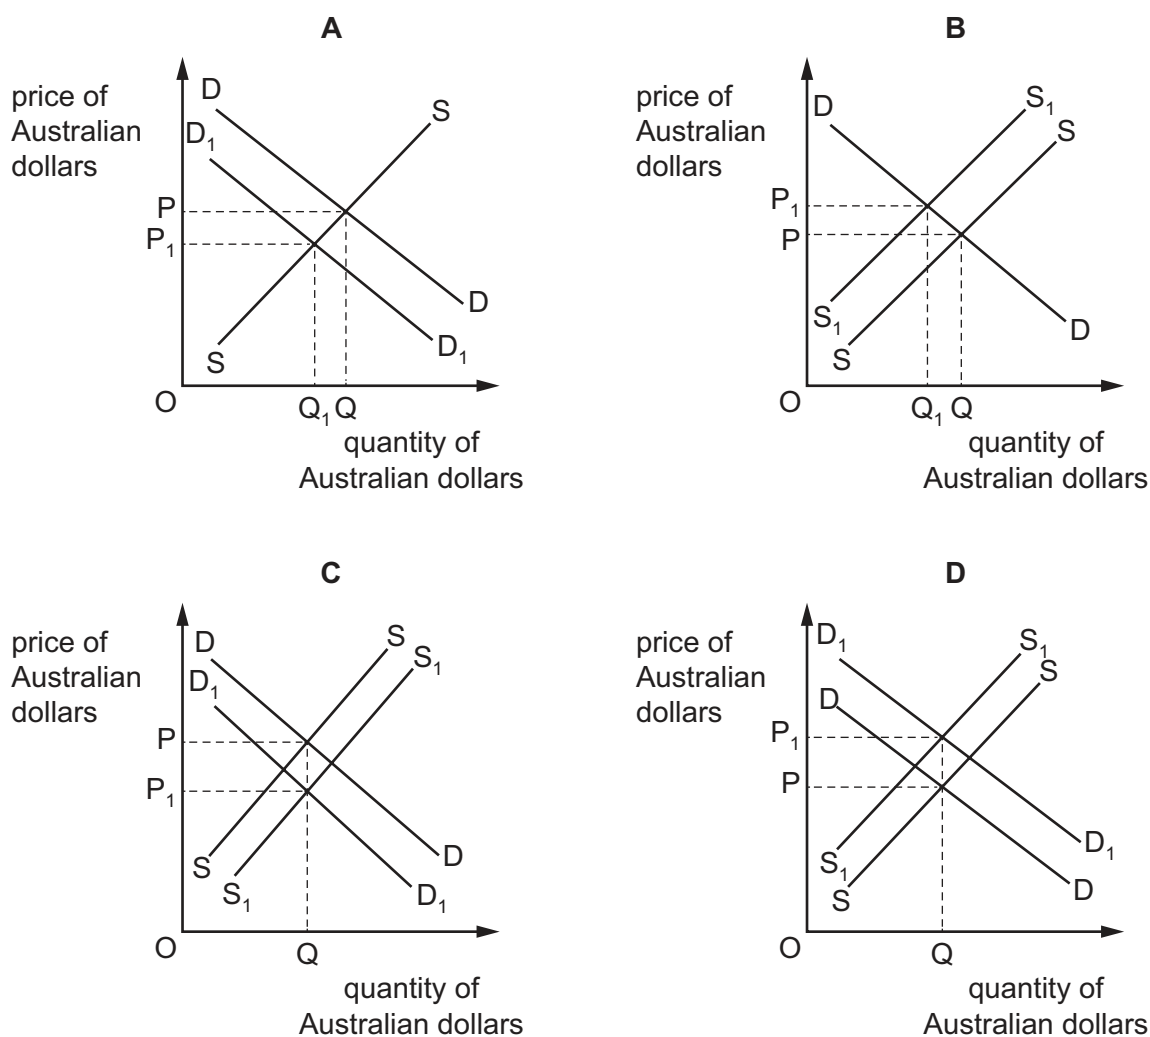 A
price of
Australian
dollars
D
D₁
S
P
P₁
S
D
D₁
O
Q₁ Q
quantity of
Australian dollars
B
price of
Australian
dollars
D
S₁
S
P₁
P
S₁
S
D
O
Q₁ Q
quantity of
Australian dollars
C
price of
Australian
dollars
D
D₁
S
S₁
P
P₁
S
S₁
D
D₁
O
Q
quantity of
Australian dollars
D
price of
Australian
dollars
D₁
D
S₁
S
P₁
P
S₁
S
D₁
D
O
Q
quantity of
Australian dollars